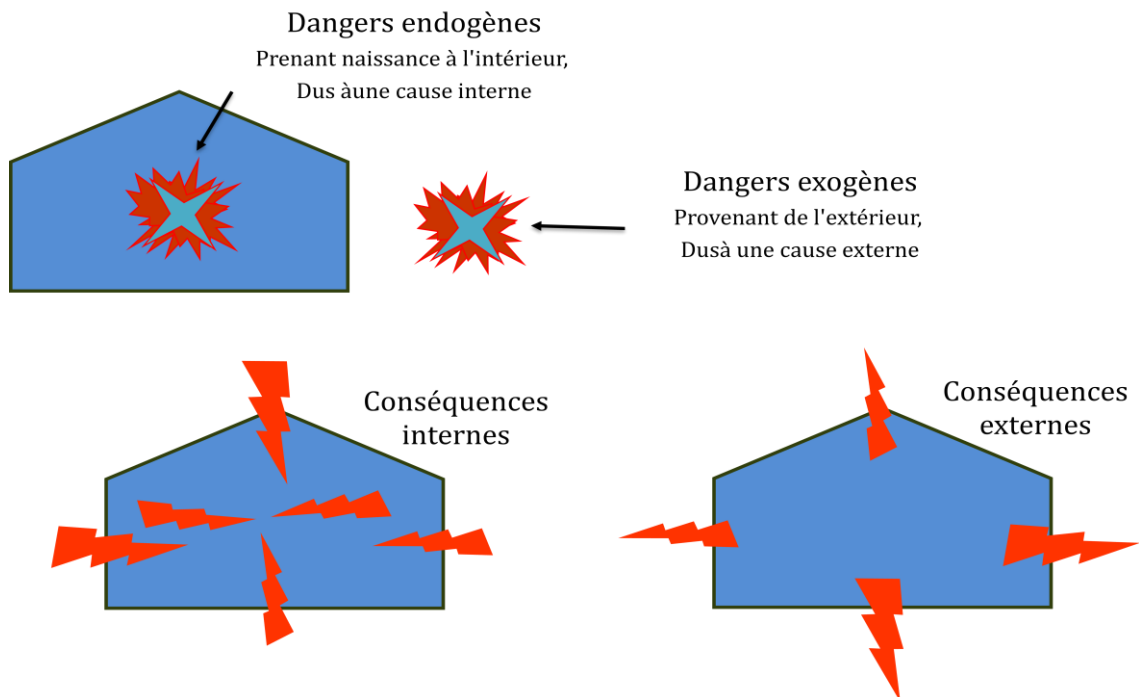 Dangers endogènes
Prenant naissance à l'intérieur,
Dus àune cause interne
Dangers exogènes
Provenant de l'extérieur,
Dusà une cause externe
Conséquences
internes
Conséquences
externes